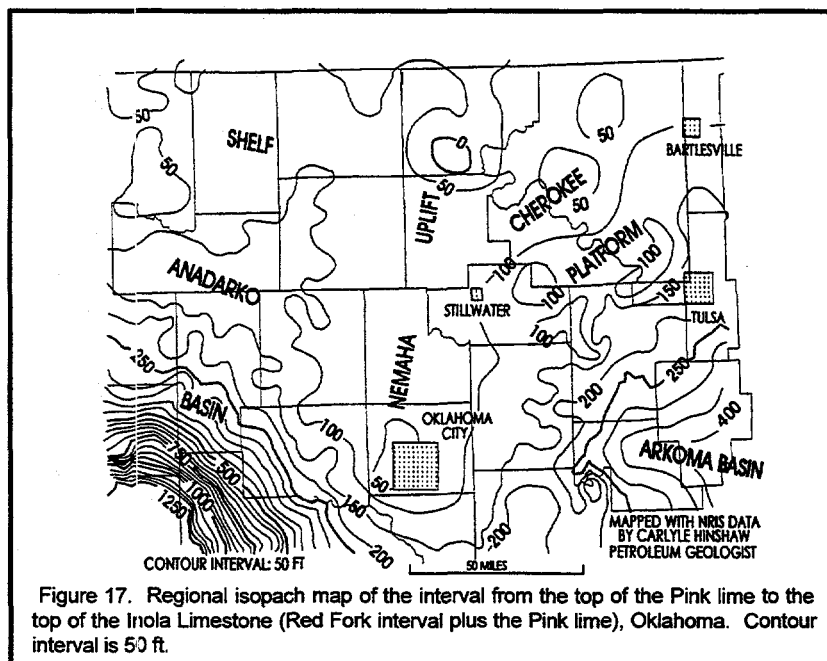 50
50
SHELF
0
50
UPLIFT
50
BARTLESVILLE
50
CHEROKEE
PLATFORM
100
ANADARKO
100
100
150
STILLWATER
TULSA
100
250
BASIN
NEMAHA
200
250
100
OKLAHOMA
CITY
400
750
500
1000
50
ARKOMA BASIN
1250
150
200
200
MAPPED WITH NRIS DATA
BY CARLYLE HINSHAW
PETROLEUM GEOLOGIST
CONTOUR INTERVAL: 50 FT
50 MILES
Figure 17. Regional isopach map of the interval from the top of the Pink lime to the
top of the Inola Limestone (Red Fork interval plus the Pink lime), Oklahoma. Contour
interval is 50 ft.